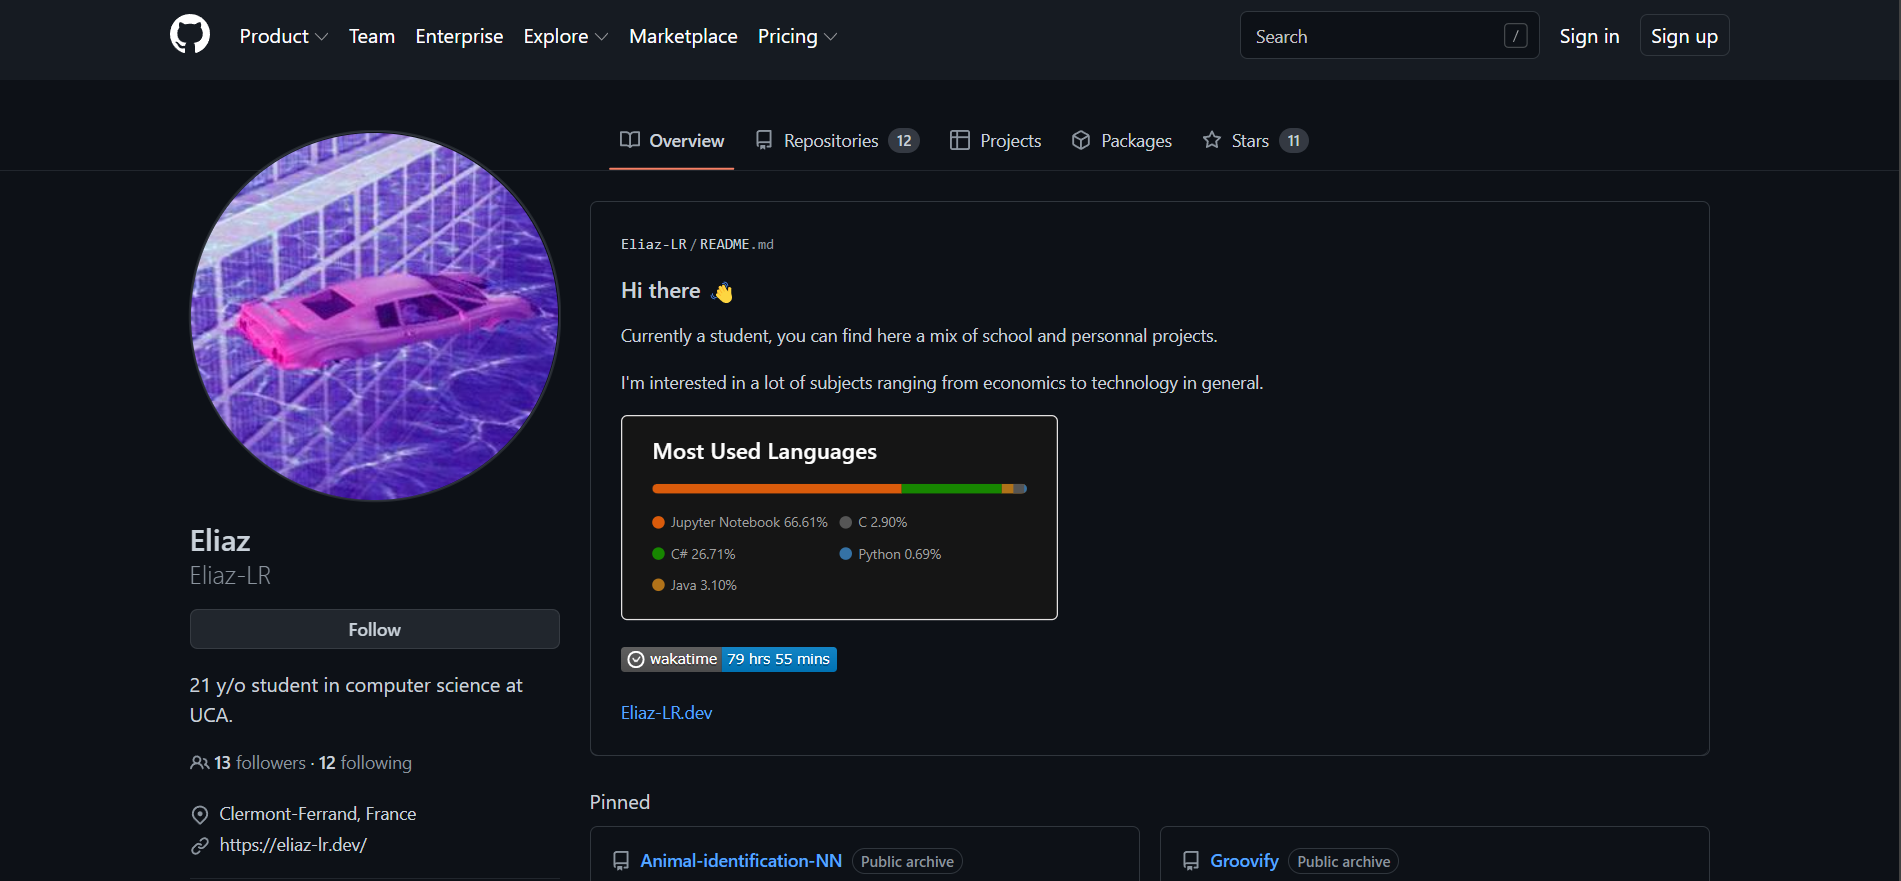 Product Team Enterprise Explore Marketplace Pricing Search / Sign in Sign up
Overview Repositories 12 Projects Packages Stars 11
Eliaz
Eliaz-LR
Follow
21 y/o student in computer science at
UCA.
13 followers · 12 following
Clermont-Ferrand, France
https://eliaz-lr.dev/
Eliaz-LR/README.md
Hi there 👋
Currently a student, you can find here a mix of school and personnal projects.
I'm interested in a lot of subjects ranging from economics to technology in general.
Most Used Languages
Jupyter Notebook 66.61% C 2.90%
C# 26.71% Python 0.69%
Java 3.10%
wakatime 79 hrs 55 mins
Eliaz-LR.dev
Pinned
Animal-identification-NN Public archive
Groovify Public archive